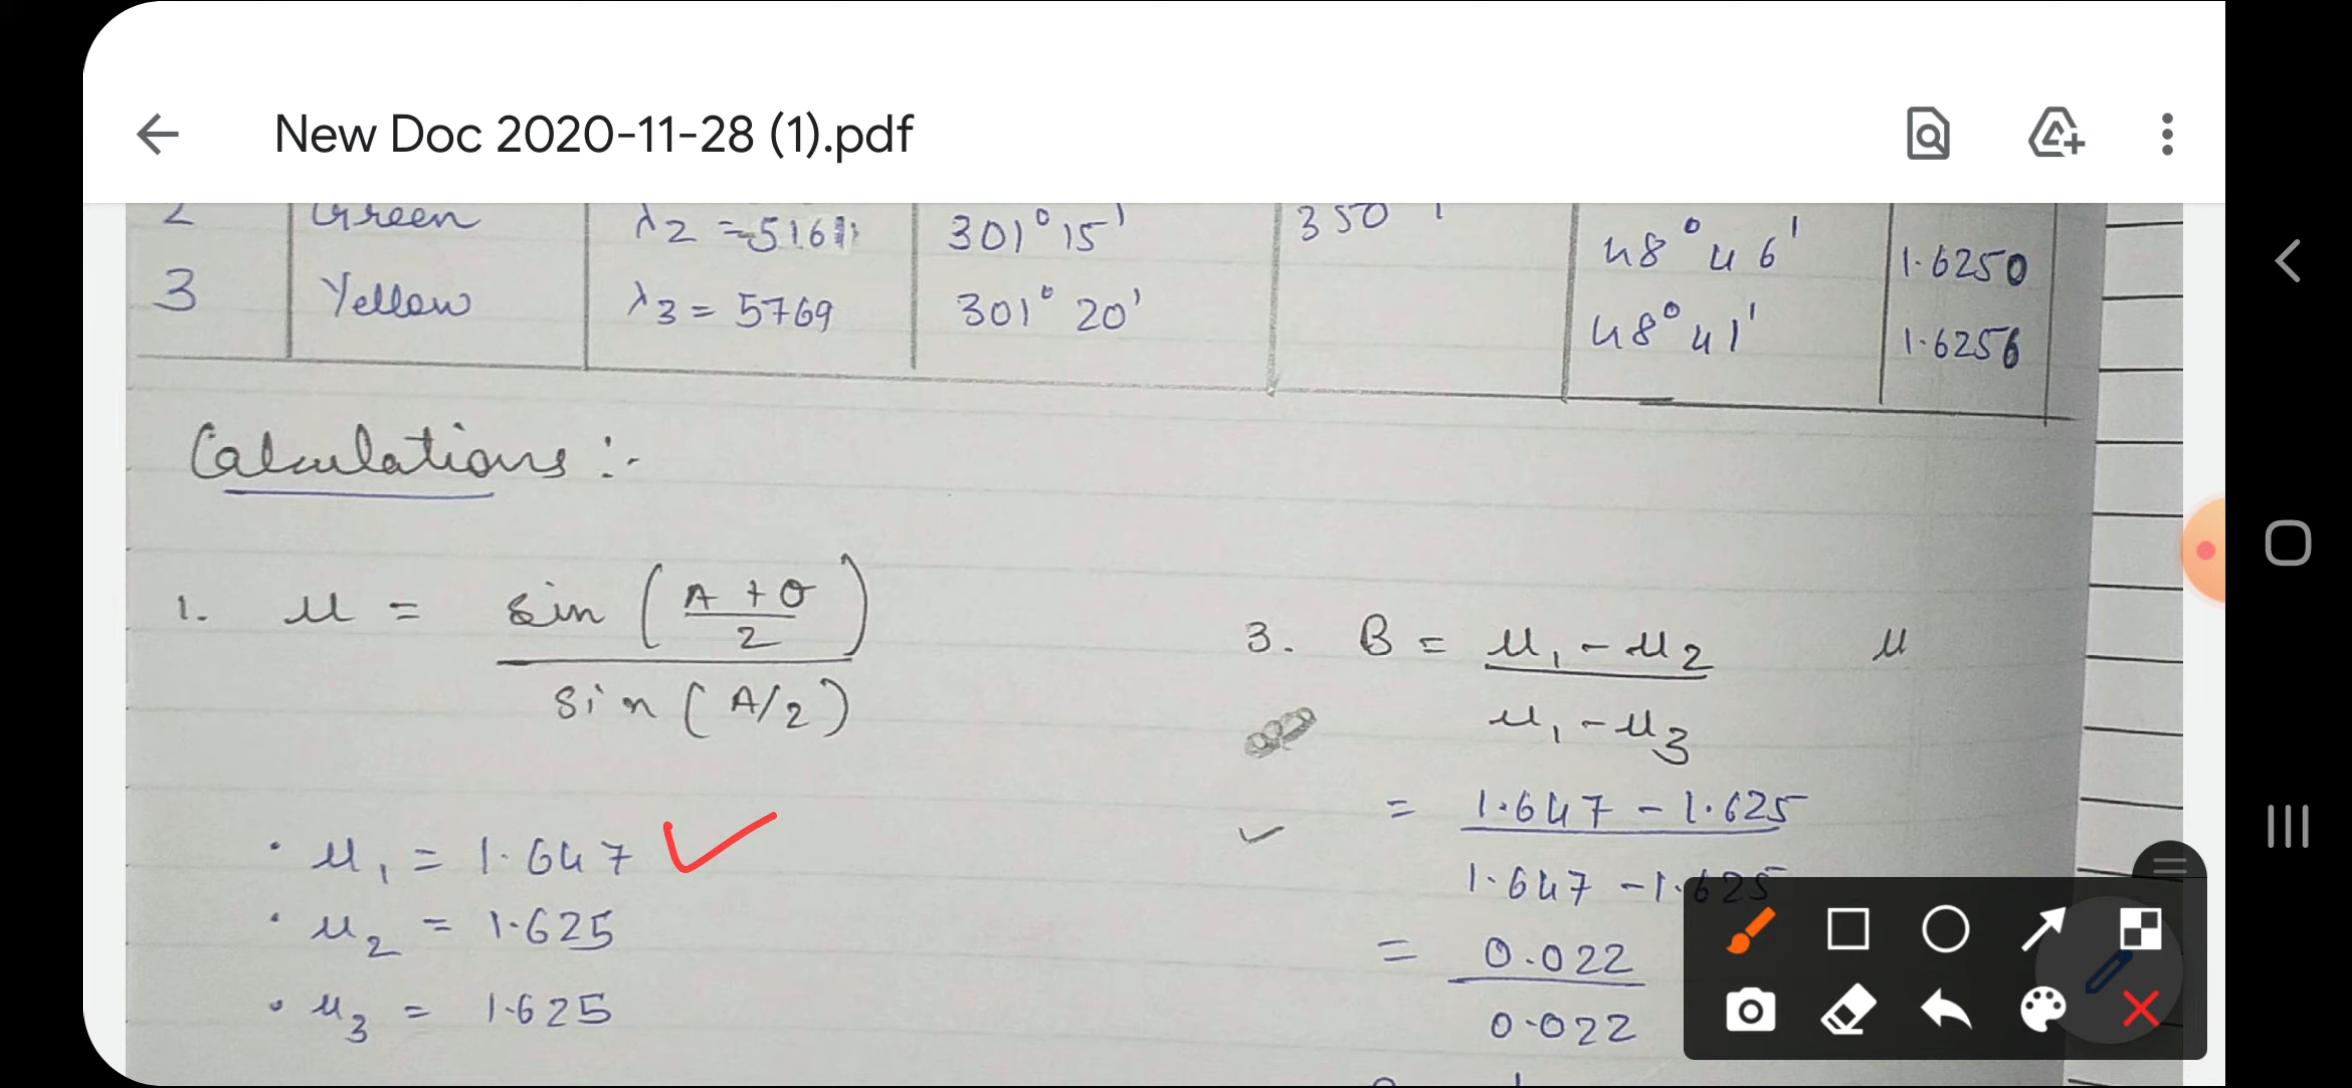 New Doc 2020-11-28 (1).pdf
2 Green λ2 = 301° 15' 350 48° 46' 1.6250
3 Yellow λ3 = 5769 301° 20' 48° 41' 1.6256
Calculations :-
1. μ = sin (A + σ / 2) / sin (A/2)
3. B = μ1 - μ2 / μ1 - μ3 μ
= 1.647 - 1.625 / 1.647 - 1.625
= 0.022 / 0.022
• μ1 = 1.647 ✓
• μ2 = 1.625
• μ3 = 1.625